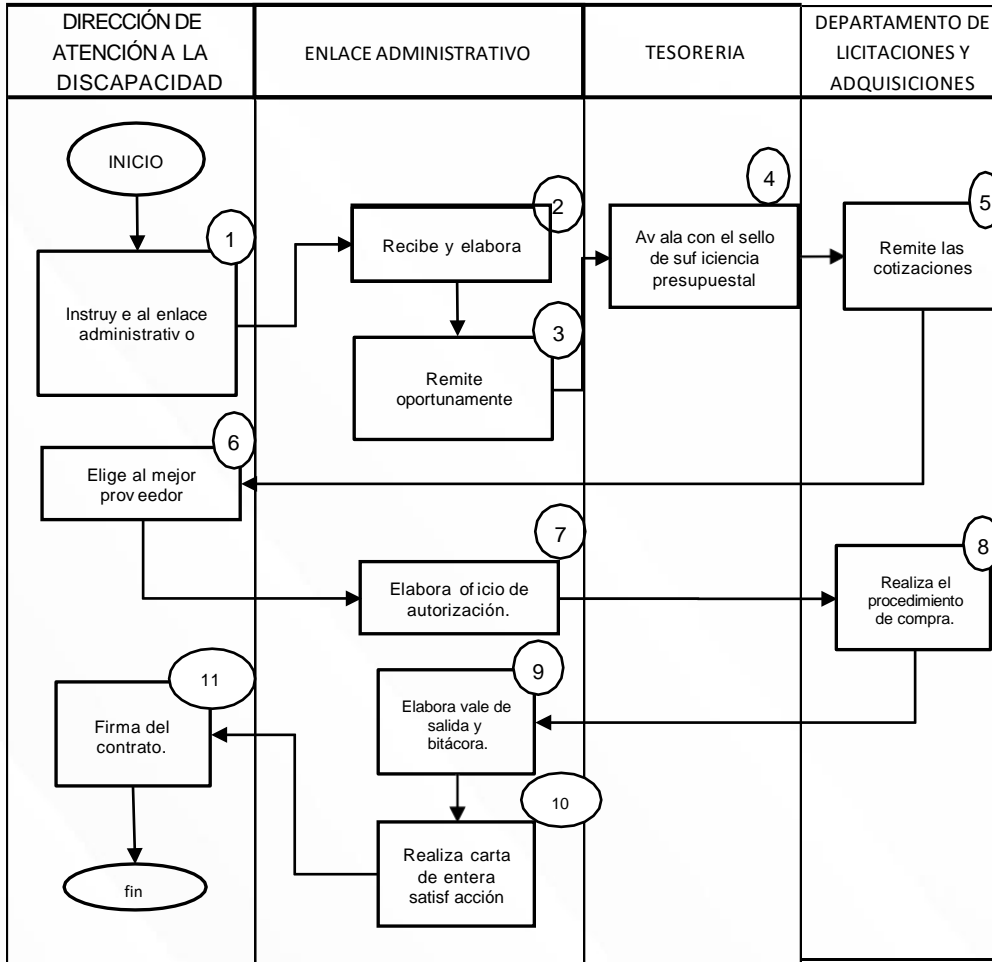 DIRECCIÓN DE
ATENCIÓN A LA
DISCAPACIDAD
ENLACE ADMINISTRATIVO
TESORERIA
DEPARTAMENTO DE
LICITACIONES Y
ADQUISICIONES
INICIO
1
Instruy e al enlace
administrativ o
2
Recibe y elabora
3
Remite
oportunamente
4
Av ala con el sello
de suf iciencia
presupuestal
5
Remite las
cotizaciones
6
Elige al mejor
prov eedor
7
Elabora of icio de
autorización.
8
Realiza el
procedimiento
de compra.
9
Elabora vale de
salida y
bitácora.
10
Realiza carta
de entera
satisf acción
11
Firma del
contrato.
fin